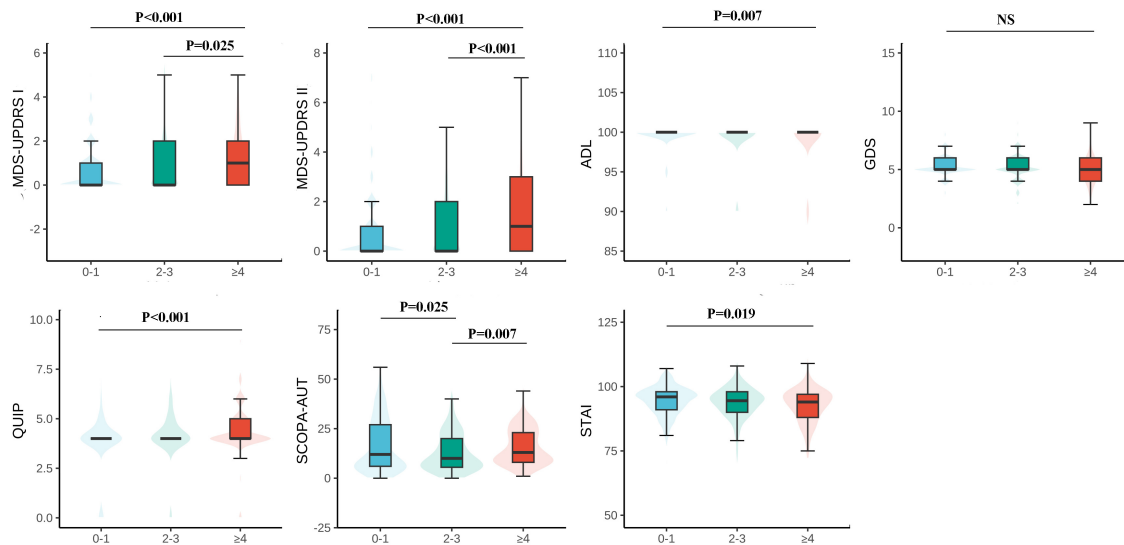 P<0.001
P=0.025
MDS-UPDRS I
6
4
2
0
-2
0-1 2-3 ≥4
P<0.001
P<0.001
MDS-UPDRS II
8
6
4
2
0
0-1 2-3 ≥4
P=0.007
ADL
110
105
100
95
90
85
0-1 2-3 ≥4
NS
GDS
15
10
5
0
0-1 2-3 ≥4
P<0.001
QUIP
10.0
7.5
5.0
2.5
0.0
0-1 2-3 ≥4
P=0.025
P=0.007
SCOPA-AUT
75
50
25
0
-25
0-1 2-3 ≥4
P=0.019
STAI
125
100
75
50
0-1 2-3 ≥4